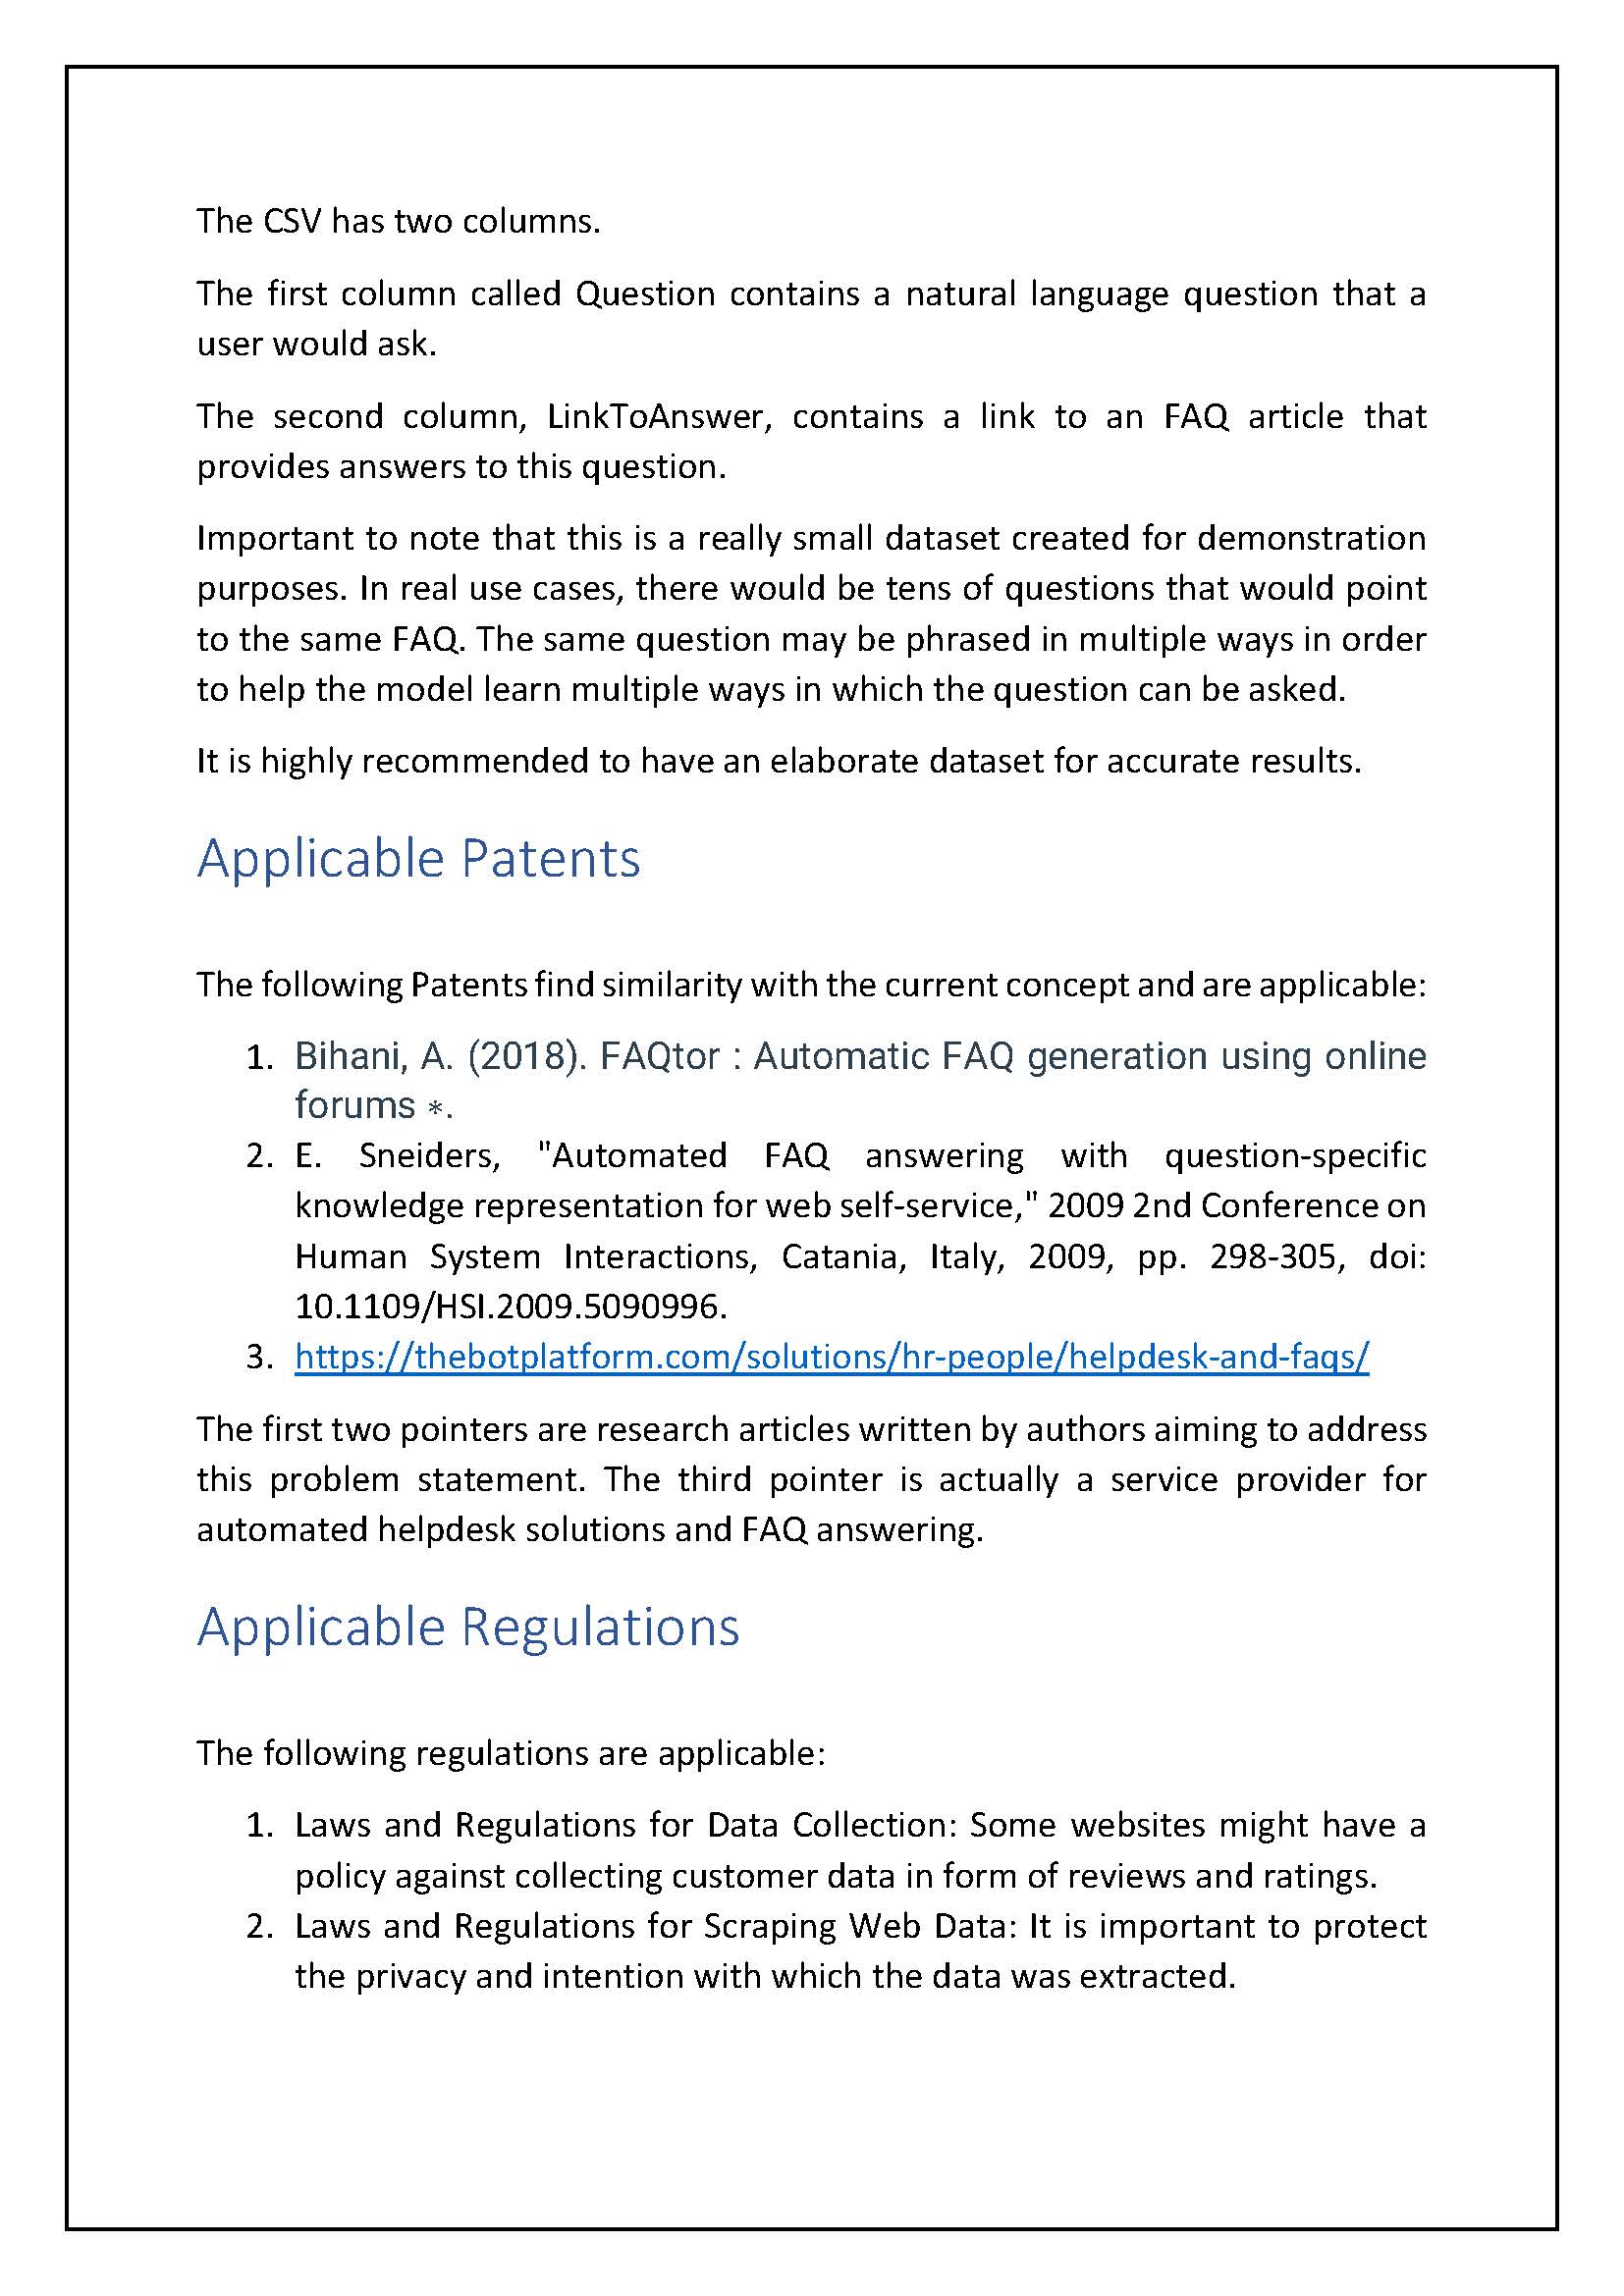 The CSV has two columns.
The first column called Question contains a natural language question that a
user would ask.
The second column, LinkToAnswer, contains a link to an FAQ article that
provides answers to this question.
Important to note that this is a really small dataset created for demonstration
purposes. In real use cases, there would be tens of questions that would point
to the same FAQ. The same question may be phrased in multiple ways in order
to help the model learn multiple ways in which the question can be asked.
It is highly recommended to have an elaborate dataset for accurate results.
Applicable Patents
The following Patents find similarity with the current concept and are applicable:
1. Bihani, A. (2018). FAQtor : Automatic FAQ generation using online
forums ∗.
2. E. Sneiders, "Automated FAQ answering with question-specific
knowledge representation for web self-service," 2009 2nd Conference on
Human System Interactions, Catania, Italy, 2009, pp. 298-305, doi:
10.1109/HSI.2009.5090996.
3. https://thebotplatform.com/solutions/hr-people/helpdesk-and-faqs/
The first two pointers are research articles written by authors aiming to address
this problem statement. The third pointer is actually a service provider for
automated helpdesk solutions and FAQ answering.
Applicable Regulations
The following regulations are applicable:
1. Laws and Regulations for Data Collection: Some websites might have a
policy against collecting customer data in form of reviews and ratings.
2. Laws and Regulations for Scraping Web Data: It is important to protect
the privacy and intention with which the data was extracted.